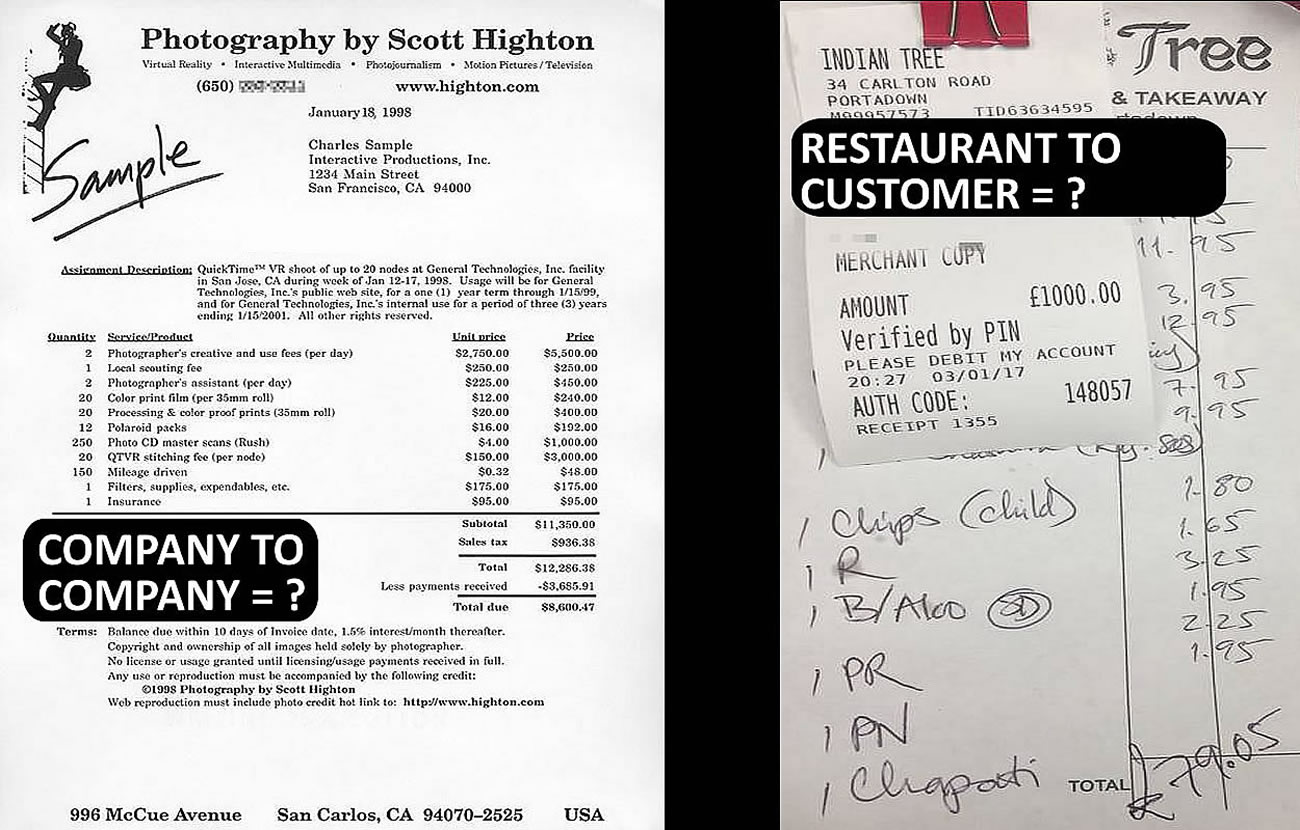 Photography by Scott Highton
Virtual Reality • Interactive Multimedia • Photojournalism • Motion Pictures / Television
(650)
www.highton.com
January 18, 1998
Sample
Charles Sample
Interactive Productions, Inc.
1234 Main Street
San Francisco, CA 94000
Assignment Description: QuickTime™ VR shoot of up to 20 nodes at General Technologies, Inc. facility
in San Jose, CA during week of Jan 12-17, 1998. Usage will be for General
Technologies, Inc.'s public web site, for a one (1) year term through 1/15/99,
and for General Technologies, Inc.'s internal use for a period of three (3) years
ending 1/15/2001. All other rights reserved.
Quantity Service/Product Unit price Price
2 Photographer's creative and use fees (per day) $2,750.00 $5,500.00
1 Local scouting fee $250.00 $250.00
2 Photographer's assistant (per day) $225.00 $450.00
20 Color print film (per 35mm roll) $12.00 $240.00
20 Processing & color proof prints (35mm roll) $20.00 $400.00
12 Polaroid packs $16.00 $192.00
250 Photo CD master scans (Rush) $4.00 $1,000.00
20 QTVR stitching fee (per node) $150.00 $3,000.00
150 Mileage driven $0.32 $48.00
1 Filters, supplies, expendables, etc. $175.00 $175.00
1 Insurance $95.00 $95.00
Subtotal $11,350.00
Sales tax $936.38
Total $12,286.38
Less payments received -$3,685.91
Total due $8,600.47
COMPANY TO
COMPANY = ?
Terms: Balance due within 10 days of Invoice date, 1.5% interest/month thereafter.
Copyright and ownership of all images held solely by photographer.
No license or usage granted until licensing/usage payments received in full.
Any use or reproduction must be accompanied by the following credit:
©1998 Photography by Scott Highton
Web reproduction must include photo credit hot link to: http://www.highton.com
996 McCue Avenue San Carlos, CA 94070-2525 USA
Tree
& TAKEAWAY
INDIAN TREE
34 CARLTON ROAD
PORTADOWN
M99957573 TID63634595
RESTAURANT TO
CUSTOMER = ?
MERCHANT COPY
AMOUNT £1000.00
Verified by PIN
PLEASE DEBIT MY ACCOUNT
20:27 03/01/17
AUTH CODE: 148057
RECEIPT 1355
11.95
3.95
12.95
7.95
9.95
1.80
1 Chips (child) 1.65
1 R 3.25
1 B/Aloo (SD) 1.95
2.25
1 PR 1.95
1 PN
1 Chapati
TOTAL £79.05